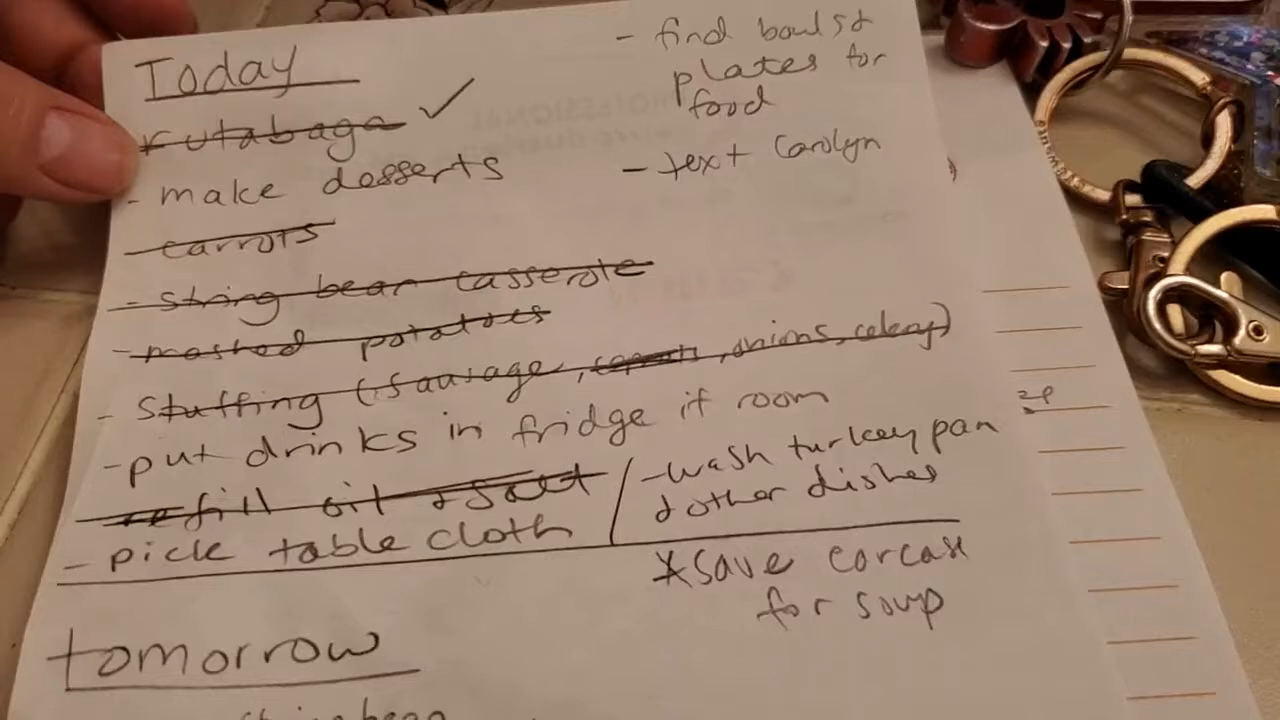 Today
rutabaga ✓
- make desserts
- carrots
- String bean casserole
- mashed potatoes
- Stuffing (sausage, , onions, celery)
- put drinks in fridge if room
- refill oil & salt
- pick table cloth
/ - wash turkey pan
& other dishes
- find bowls &
plates for
food
- text Carolyn
*save carcass
for soup
tomorrow